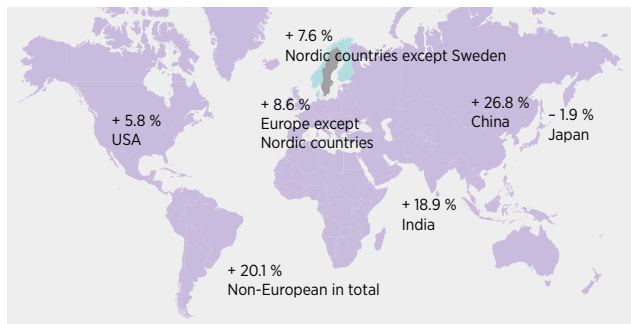 + 7.6 %
Nordic countries except Sweden
+ 8.6 %
Europe except
Nordic countries
+ 5.8 %
USA
+ 26.8 %
China
– 1.9 %
Japan
+ 18.9 %
India
+ 20.1 %
Non-European in total